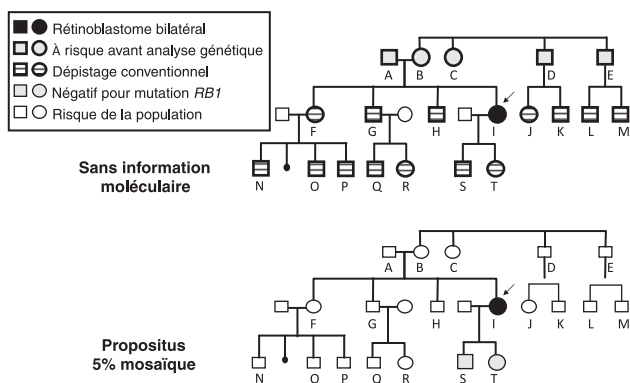 Rétinoblastome bilatéral
À risque avant analyse génétique
Dépistage conventionnel
Négatif pour mutation RB1
Risque de la population
A B C D E
F G H I J K L M
Sans information
moléculaire
N O P Q R S T
A B C D E
F G H I J K L M
Propositus
5% mosaïque
N O P Q R S T